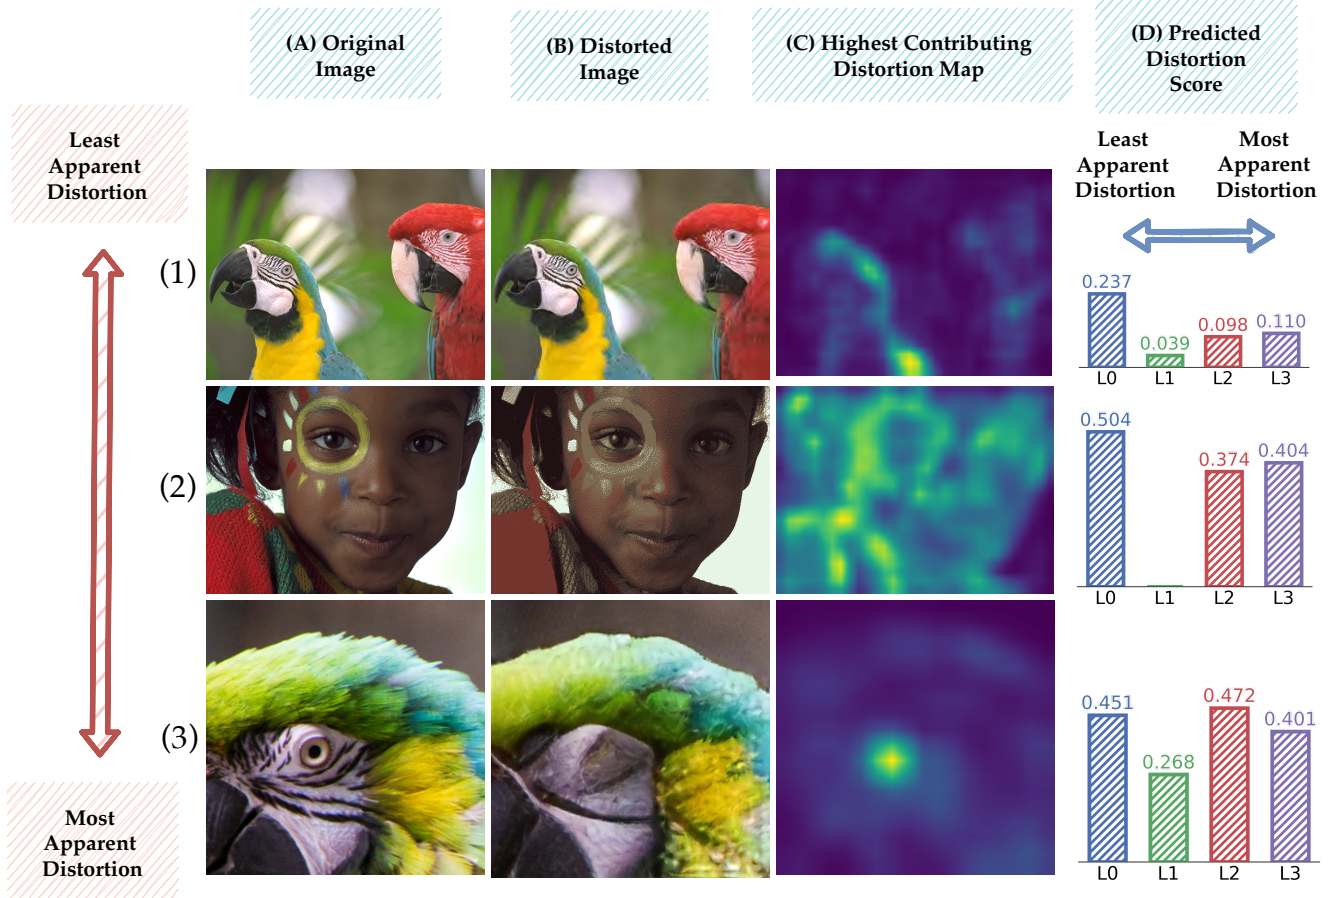 (A) Original
Image
(B) Distorted
Image
(C) Highest Contributing
Distortion Map
(D) Predicted
Distortion
Score
Least
Apparent
Distortion
Least
Apparent
Distortion
Most
Apparent
Distortion
(1)
0.237
0.039
0.098
0.110
L0
L1
L2
L3
(2)
0.504
0.374
0.404
L0
L1
L2
L3
(3)
0.451
0.268
0.472
0.401
L0
L1
L2
L3
Most
Apparent
Distortion